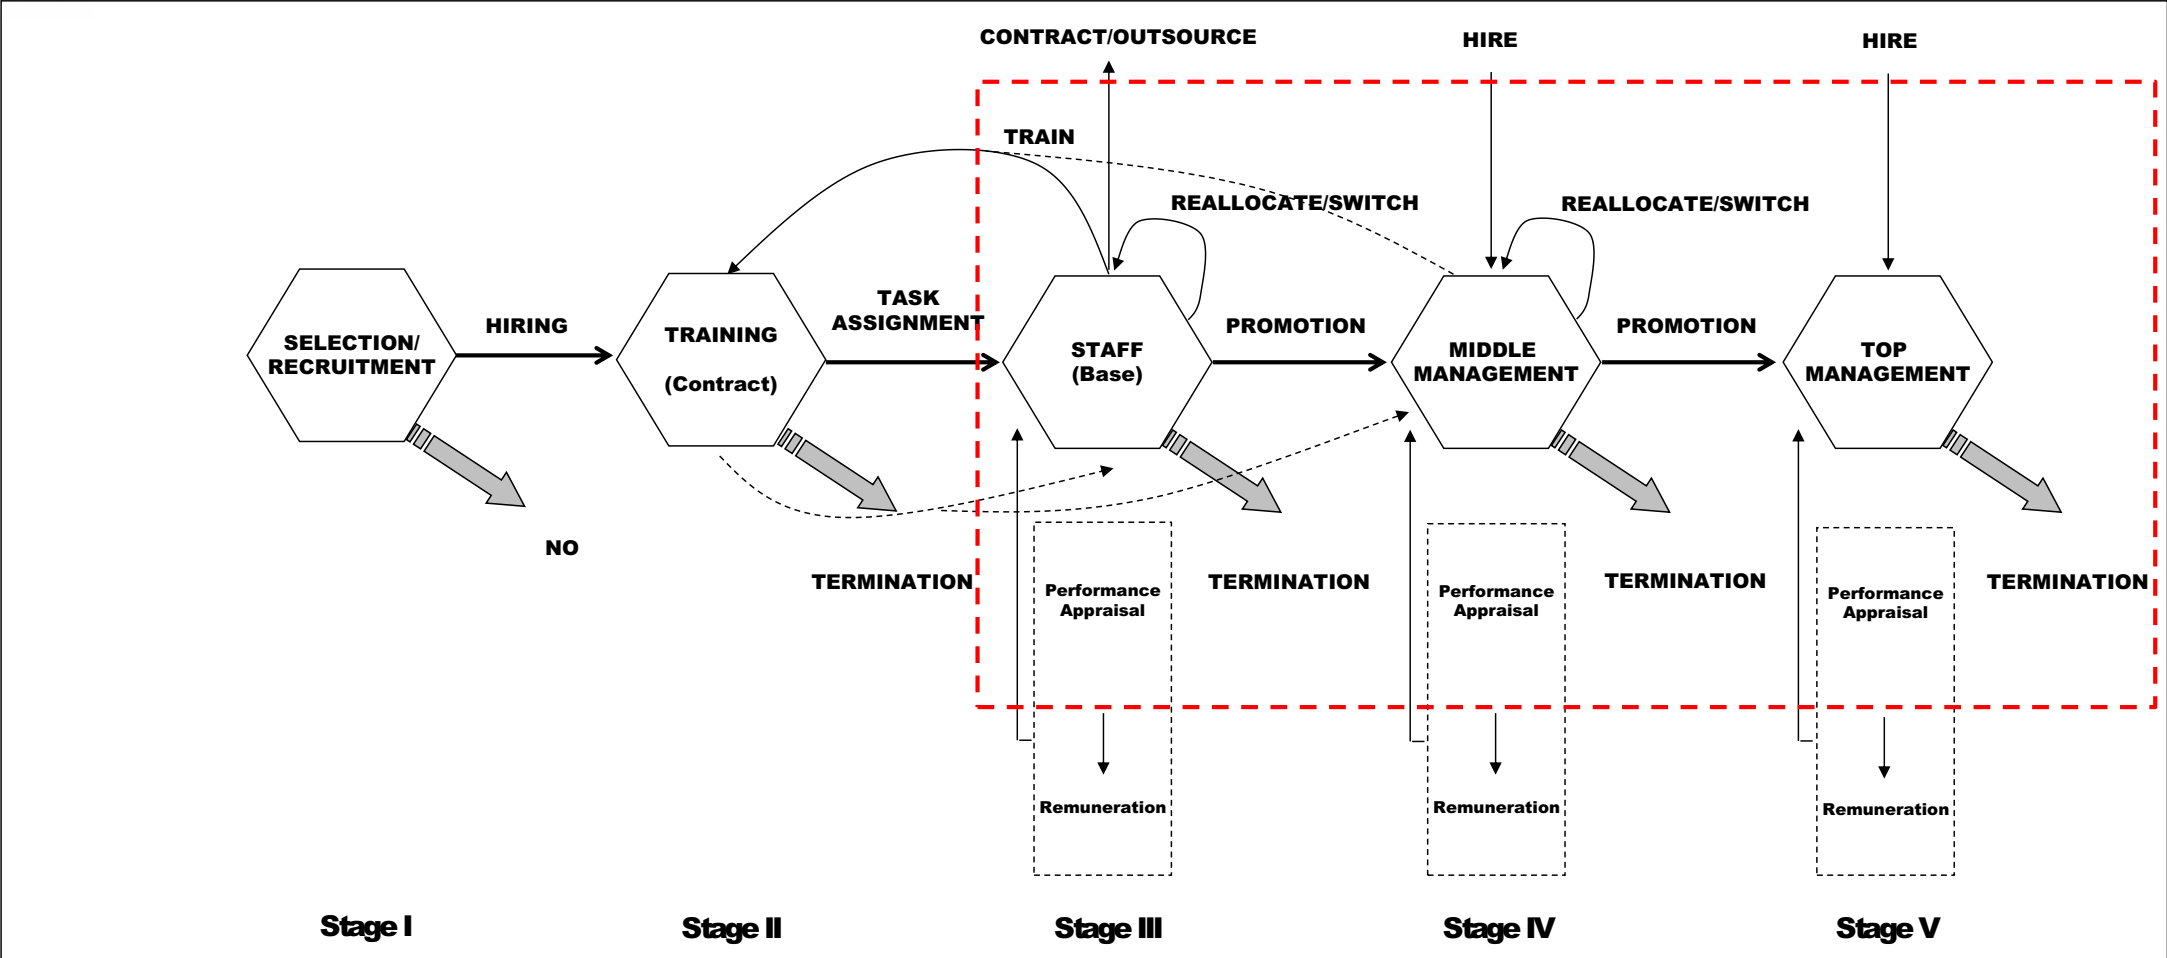 CONTRACT/OUTSOURCE
HIRE
HIRE
TRAIN
REALLOCATE/SWITCH
REALLOCATE/SWITCH
SELECTION/
RECRUITMENT
HIRING
TRAINING
(Contract)
TASK
ASSIGNMENT
STAFF
(Base)
PROMOTION
MIDDLE
MANAGEMENT
PROMOTION
TOP
MANAGEMENT
NO
TERMINATION
TERMINATION
TERMINATION
TERMINATION
Performance
Appraisal
Performance
Appraisal
Performance
Appraisal
Remuneration
Remuneration
Remuneration
Stage I
Stage II
Stage III
Stage IV
Stage V